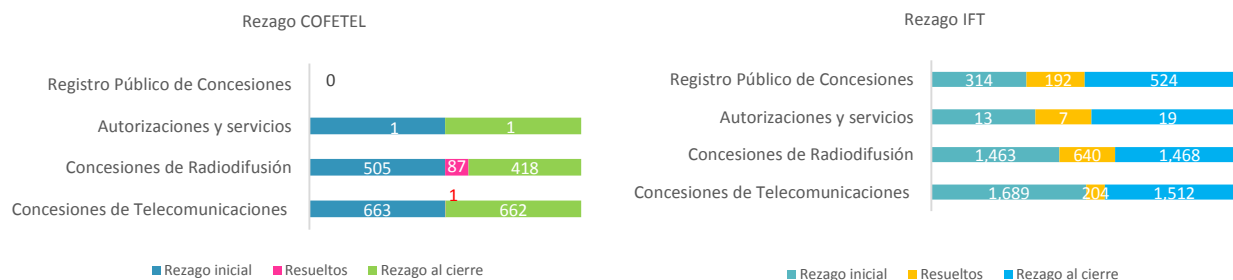 Rezago COFETEL
Registro Público de Concesiones
0
Autorizaciones y servicios
1
1
Concesiones de Radiodifusión
505
87
418
1
Concesiones de Telecomunicaciones
663
662
Rezago inicial
Resueltos
Rezago al cierre
Rezago IFT
Registro Público de Concesiones
314
192
524
Autorizaciones y servicios
13
7
19
Concesiones de Radiodifusión
1,463
640
1,468
Concesiones de Telecomunicaciones
1,689
204
1,512
Rezago inicial
Resueltos
Rezago al cierre